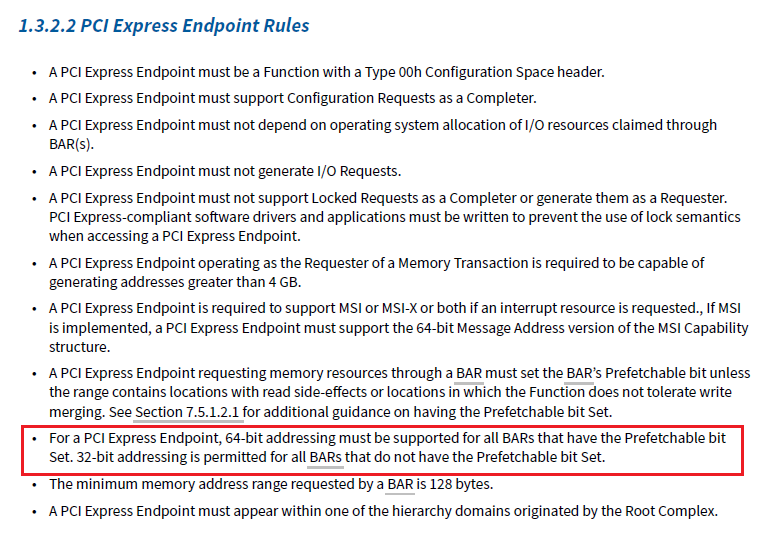 1.3.2.2 PCI Express Endpoint Rules
• A PCI Express Endpoint must be a Function with a Type 00h Configuration Space header.
• A PCI Express Endpoint must support Configuration Requests as a Completer.
• A PCI Express Endpoint must not depend on operating system allocation of I/O resources claimed through
BAR(s).
• A PCI Express Endpoint must not generate I/O Requests.
• A PCI Express Endpoint must not support Locked Requests as a Completer or generate them as a Requester.
PCI Express-compliant software drivers and applications must be written to prevent the use of lock semantics
when accessing a PCI Express Endpoint.
• A PCI Express Endpoint operating as the Requester of a Memory Transaction is required to be capable of
generating addresses greater than 4 GB.
• A PCI Express Endpoint is required to support MSI or MSI-X or both if an interrupt resource is requested., If MSI
is implemented, a PCI Express Endpoint must support the 64-bit Message Address version of the MSI Capability
structure.
• A PCI Express Endpoint requesting memory resources through a BAR must set the BAR's Prefetchable bit unless
the range contains locations with read side-effects or locations in which the Function does not tolerate write
merging. See Section 7.5.1.2.1 for additional guidance on having the Prefetchable bit Set.
• For a PCI Express Endpoint, 64-bit addressing must be supported for all BARs that have the Prefetchable bit
Set. 32-bit addressing is permitted for all BARs that do not have the Prefetchable bit Set.
• The minimum memory address range requested by a BAR is 128 bytes.
• A PCI Express Endpoint must appear within one of the hierarchy domains originated by the Root Complex.